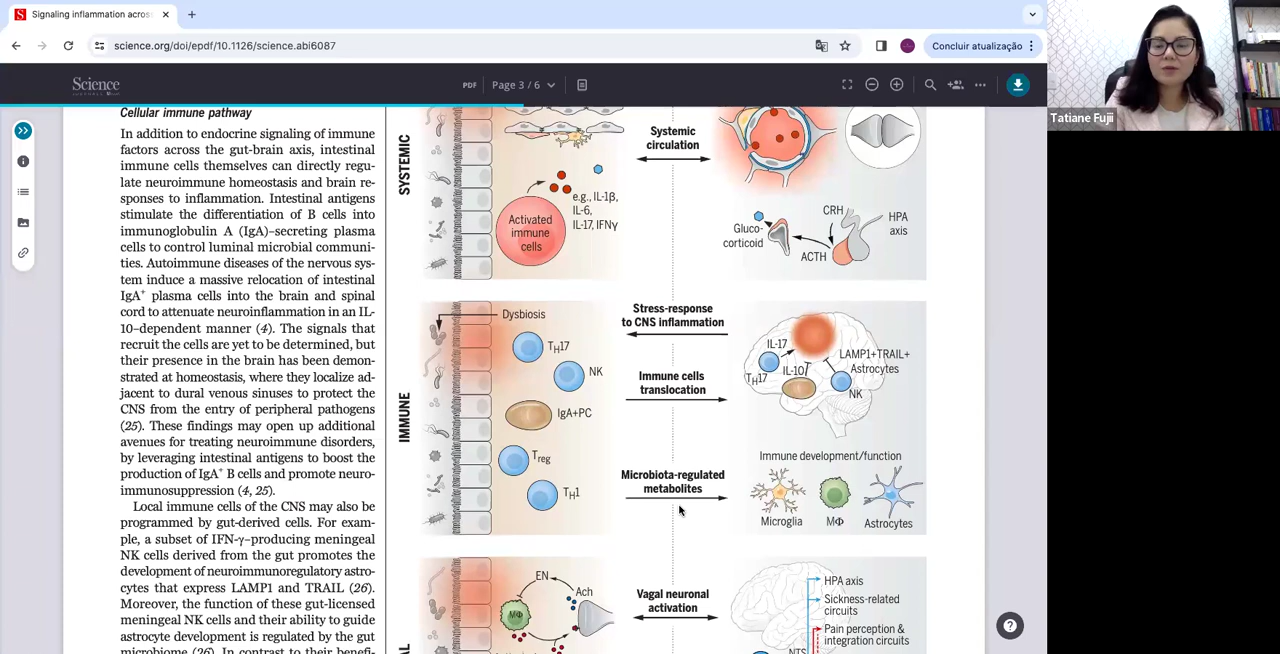 Signaling inflammation acros
science.org/doi/epdf/10.1126/science.abi6087
Concluir atualização
Science
PDF
Page 3 / 6
Tatiane Fujii
Cellular immune pathway
In addition to endocrine signaling of immune
factors across the gut-brain axis, intestinal
immune cells themselves can directly regu-
late neuroimmune homeostasis and brain re-
sponses to inflammation. Intestinal antigens
stimulate the differentiation of B cells into
immunoglobulin A (IgA)–secreting plasma
cells to control luminal microbial communi-
ties. Autoimmune diseases of the nervous sys-
tem induce a massive relocation of intestinal
IgA+ plasma cells into the brain and spinal
cord to attenuate neuroinflammation in an IL-
10–dependent manner (4). The signals that
recruit the cells are yet to be determined, but
their presence in the brain has been demon-
strated at homeostasis, where they localize ad-
jacent to dural venous sinuses to protect the
CNS from the entry of peripheral pathogens
(25). These findings may open up additional
avenues for treating neuroimmune disorders,
by leveraging intestinal antigens to boost the
production of IgA+ B cells and promote neuro-
immunosuppression (4, 25).
Local immune cells of the CNS may also be
programmed by gut-derived cells. For exam-
ple, a subset of IFN-γ–producing meningeal
NK cells derived from the gut promotes the
development of neuroimmunoregulatory astro-
cytes that express LAMP1 and TRAIL (26).
Moreover, the function of these gut-licensed
meningeal NK cells and their ability to guide
astrocyte development is regulated by the gut
microbiome (26). In contrast to their benefi-
SYSTEMIC
Activated
immune
cells
e.g., IL-1β,
IL-6,
IL-17, IFNγ
Systemic
circulation
Gluco-
corticoid
CRH
ACTH
HPA
axis
IMMUNE
Dysbiosis
TH17
NK
IgA+PC
Treg
TH1
Stress-response
to CNS inflammation
Immune cells
translocation
Microbiota-regulated
metabolites
IL-17
TH17
IL-10
LAMP1+TRAIL+
Astrocytes
NK
Immune development/function
Microglia
MΦ
Astrocytes
EN
Ach
MΦ
Vagal neuronal
activation
HPA axis
Sickness-related
circuits
Pain perception &
integration circuits
NTS